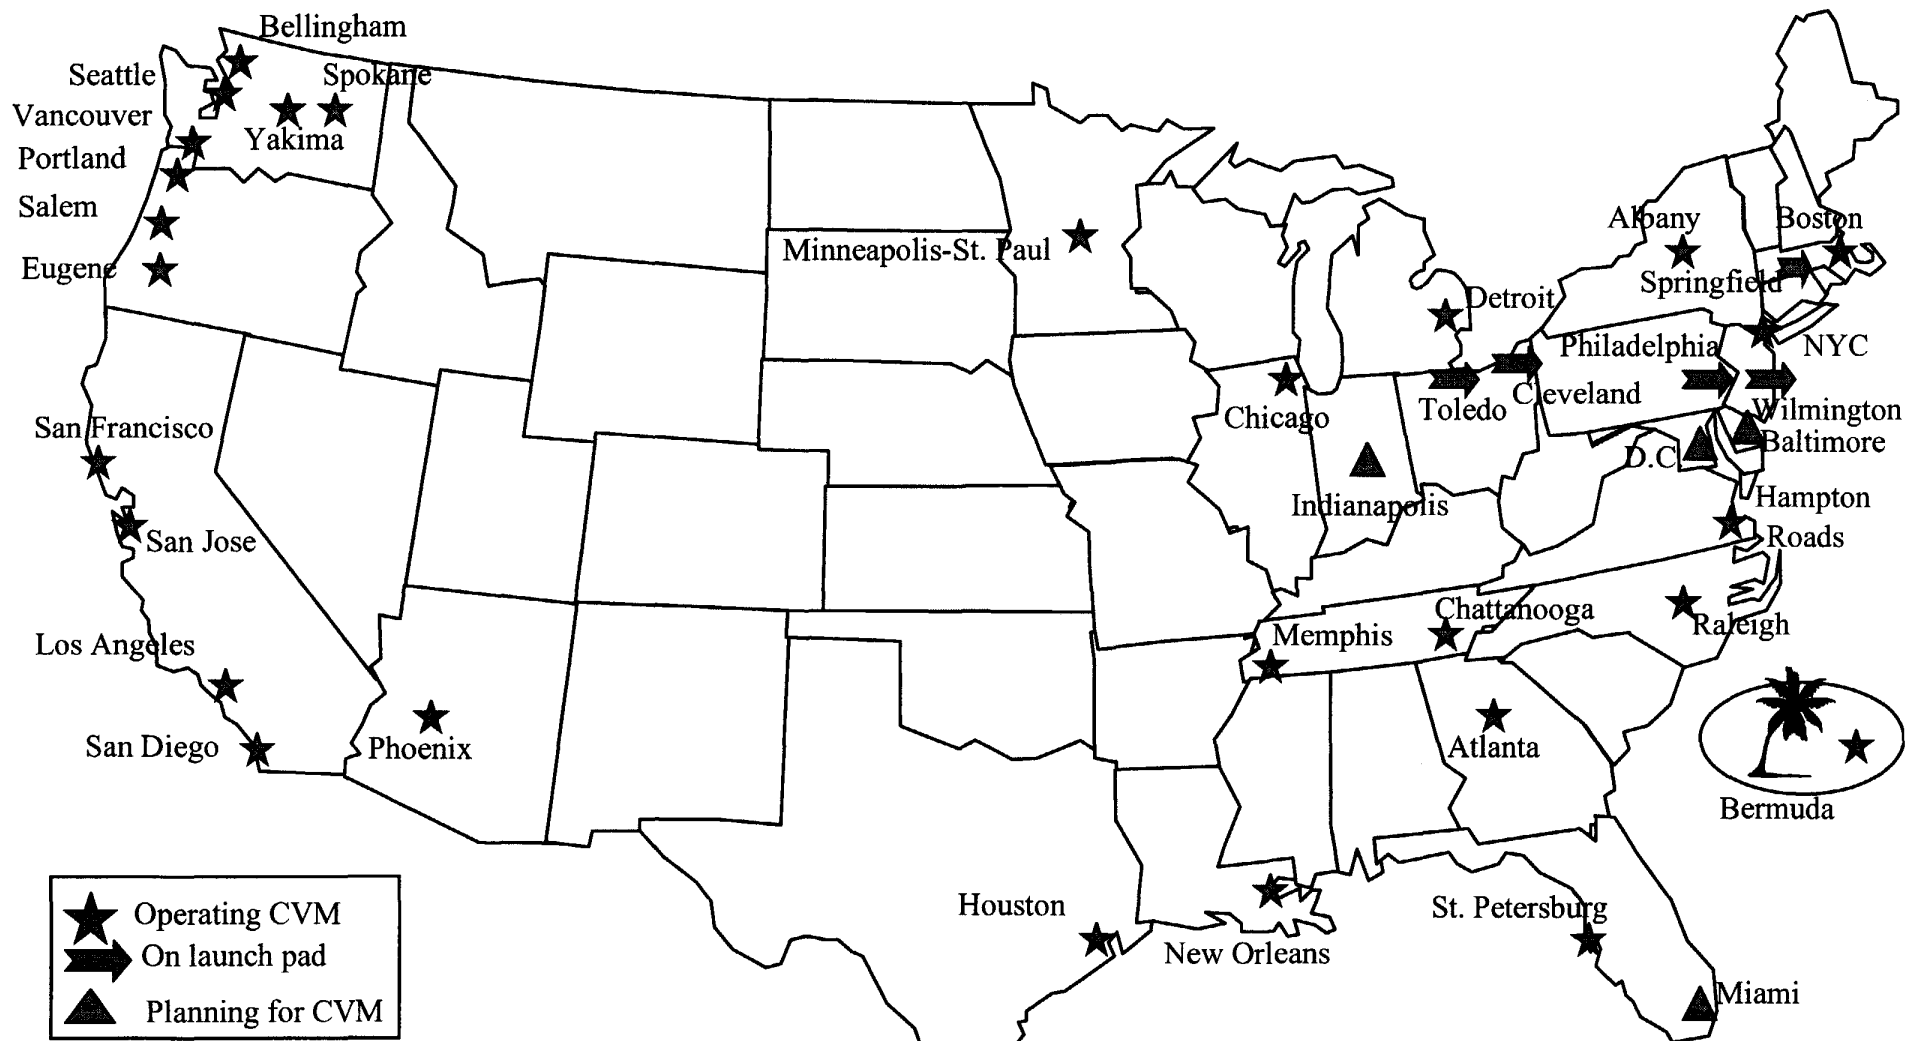 Bellingham
Seattle
Spokane
Vancouver
Yakima
Portland
Salem
Eugene
Minneapolis-St. Paul
Albany
Boston
Springfield
Detroit
Philadelphia
NYC
Cleveland
Toledo
Chicago
Wilmington
Baltimore
D.C
San Francisco
Indianapolis
Hampton
Roads
San Jose
Chattanooga
Memphis
Raleigh
Los Angeles
San Diego
Phoenix
Atlanta
Bermuda
Houston
New Orleans
St. Petersburg
Miami
Operating CVM
On launch pad
Planning for CVM